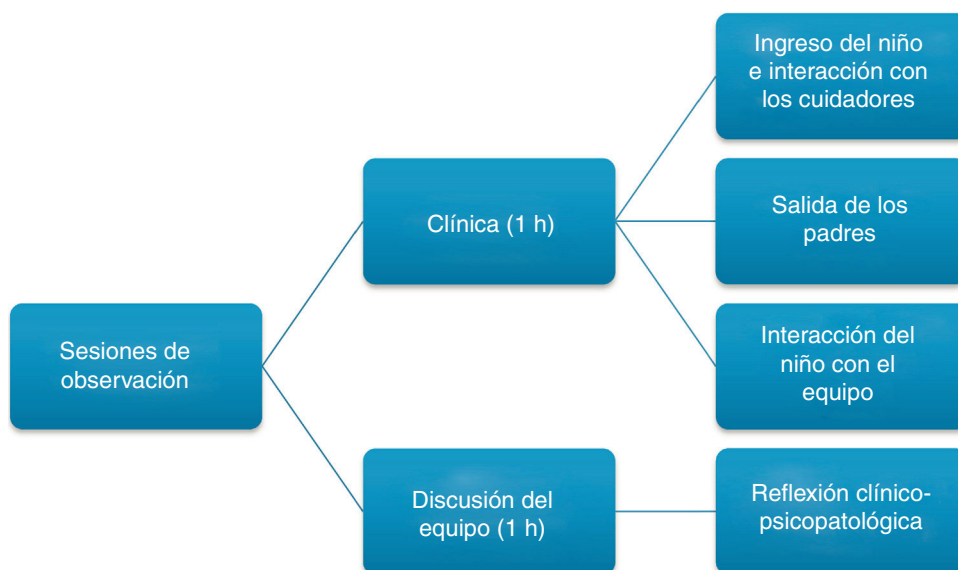 Ingreso del niño
e interacción con
los cuidadores
Clínica (1 h)
Salida de los
padres
Sesiones de
observación
Interacción del
niño con el
equipo
Discusión del
equipo (1 h)
Reflexión clínico-
psicopatológica